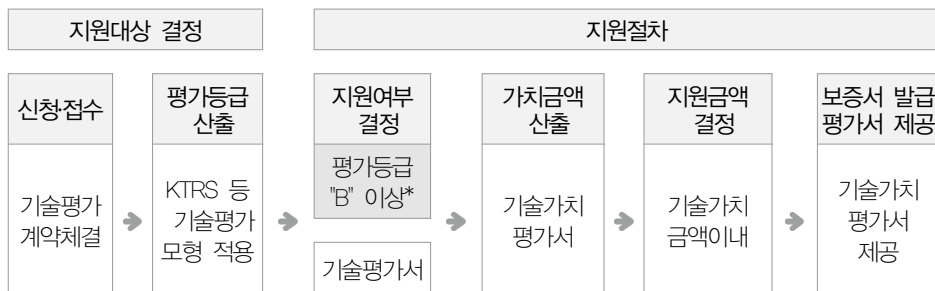 지원대상 결정
지원절차
신청·접수
기술평가
계약체결
평가등급
산출
KTRS 등
기술평가
모형 적용
지원여부
결정
평가등급
"B" 이상*
기술평가서
가치금액
산출
기술가치
평가서
지원금액
결정
기술가치
금액이내
보증서 발급
평가서 제공
기술가치
평가서
제공